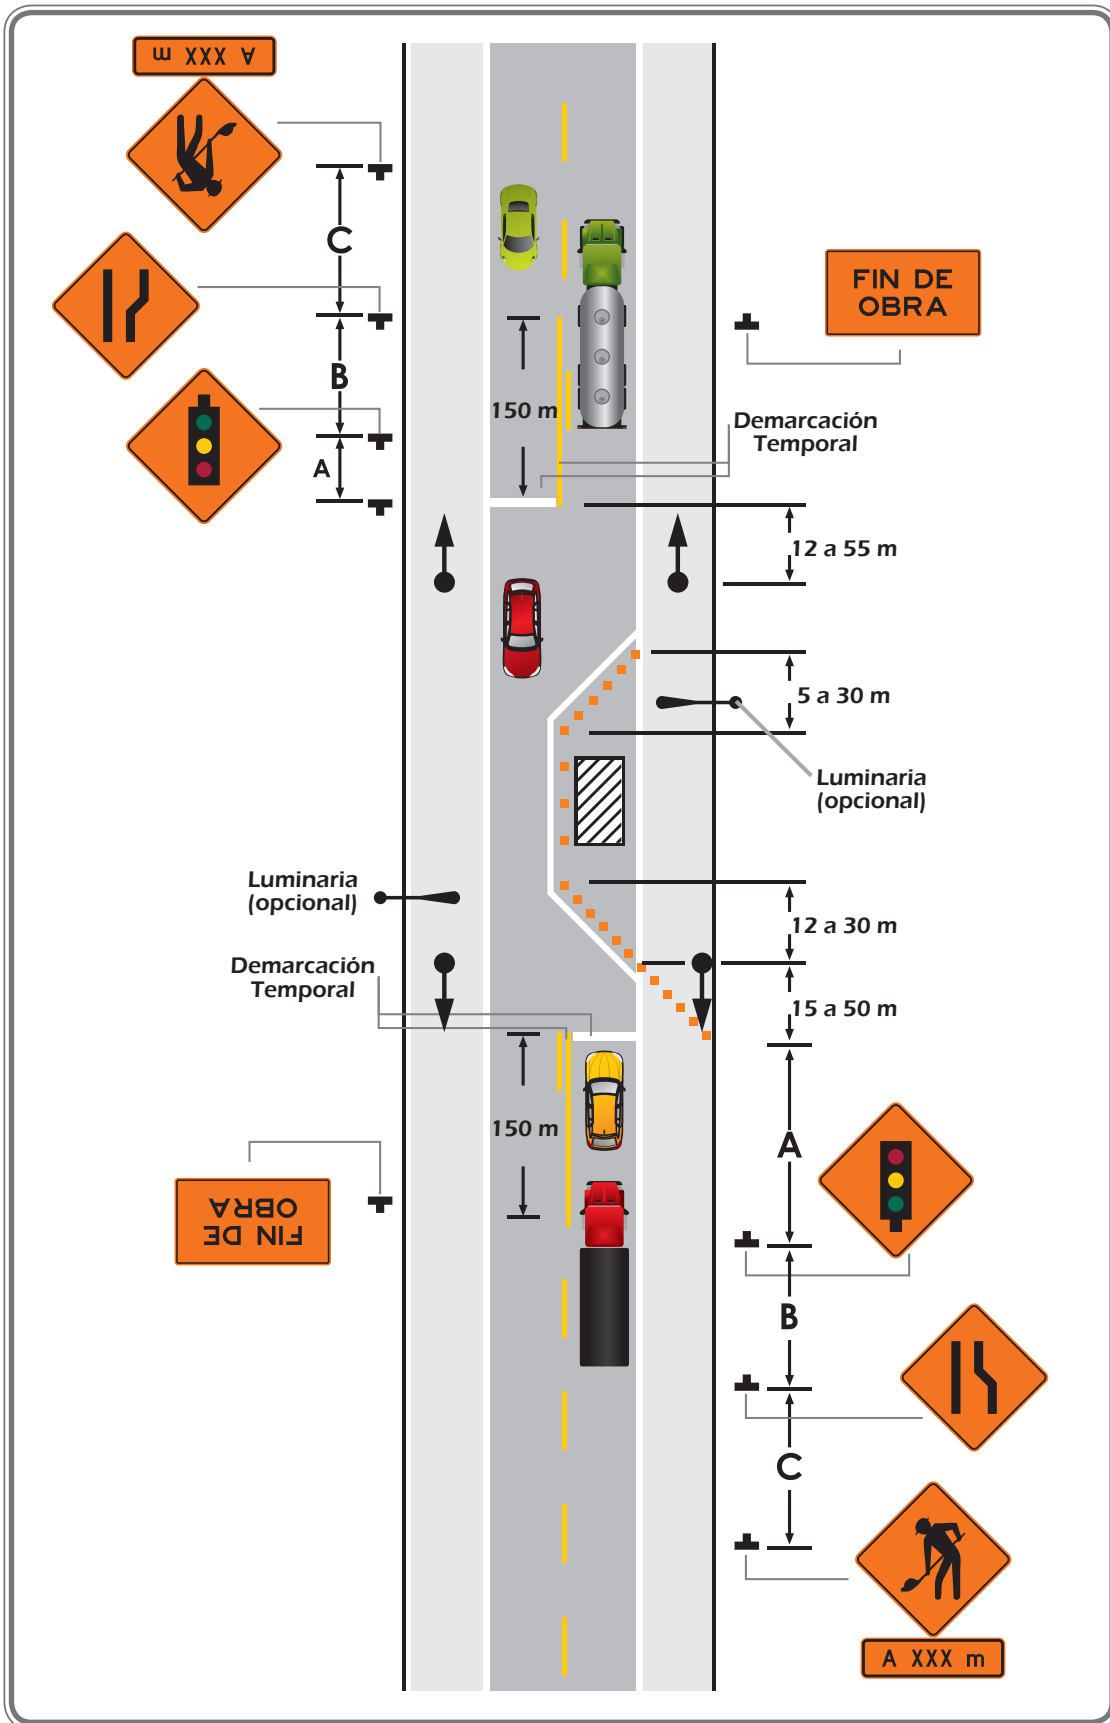 A XXX m
C
B
A
150 m
FIN DE
OBRA
Demarcación
Temporal
12 a 55 m
5 a 30 m
Luminaria
(opcional)
Luminaria
(opcional)
12 a 30 m
Demarcación
Temporal
15 a 50 m
150 m
A
FIN DE
OBRA
B
C
A XXX m